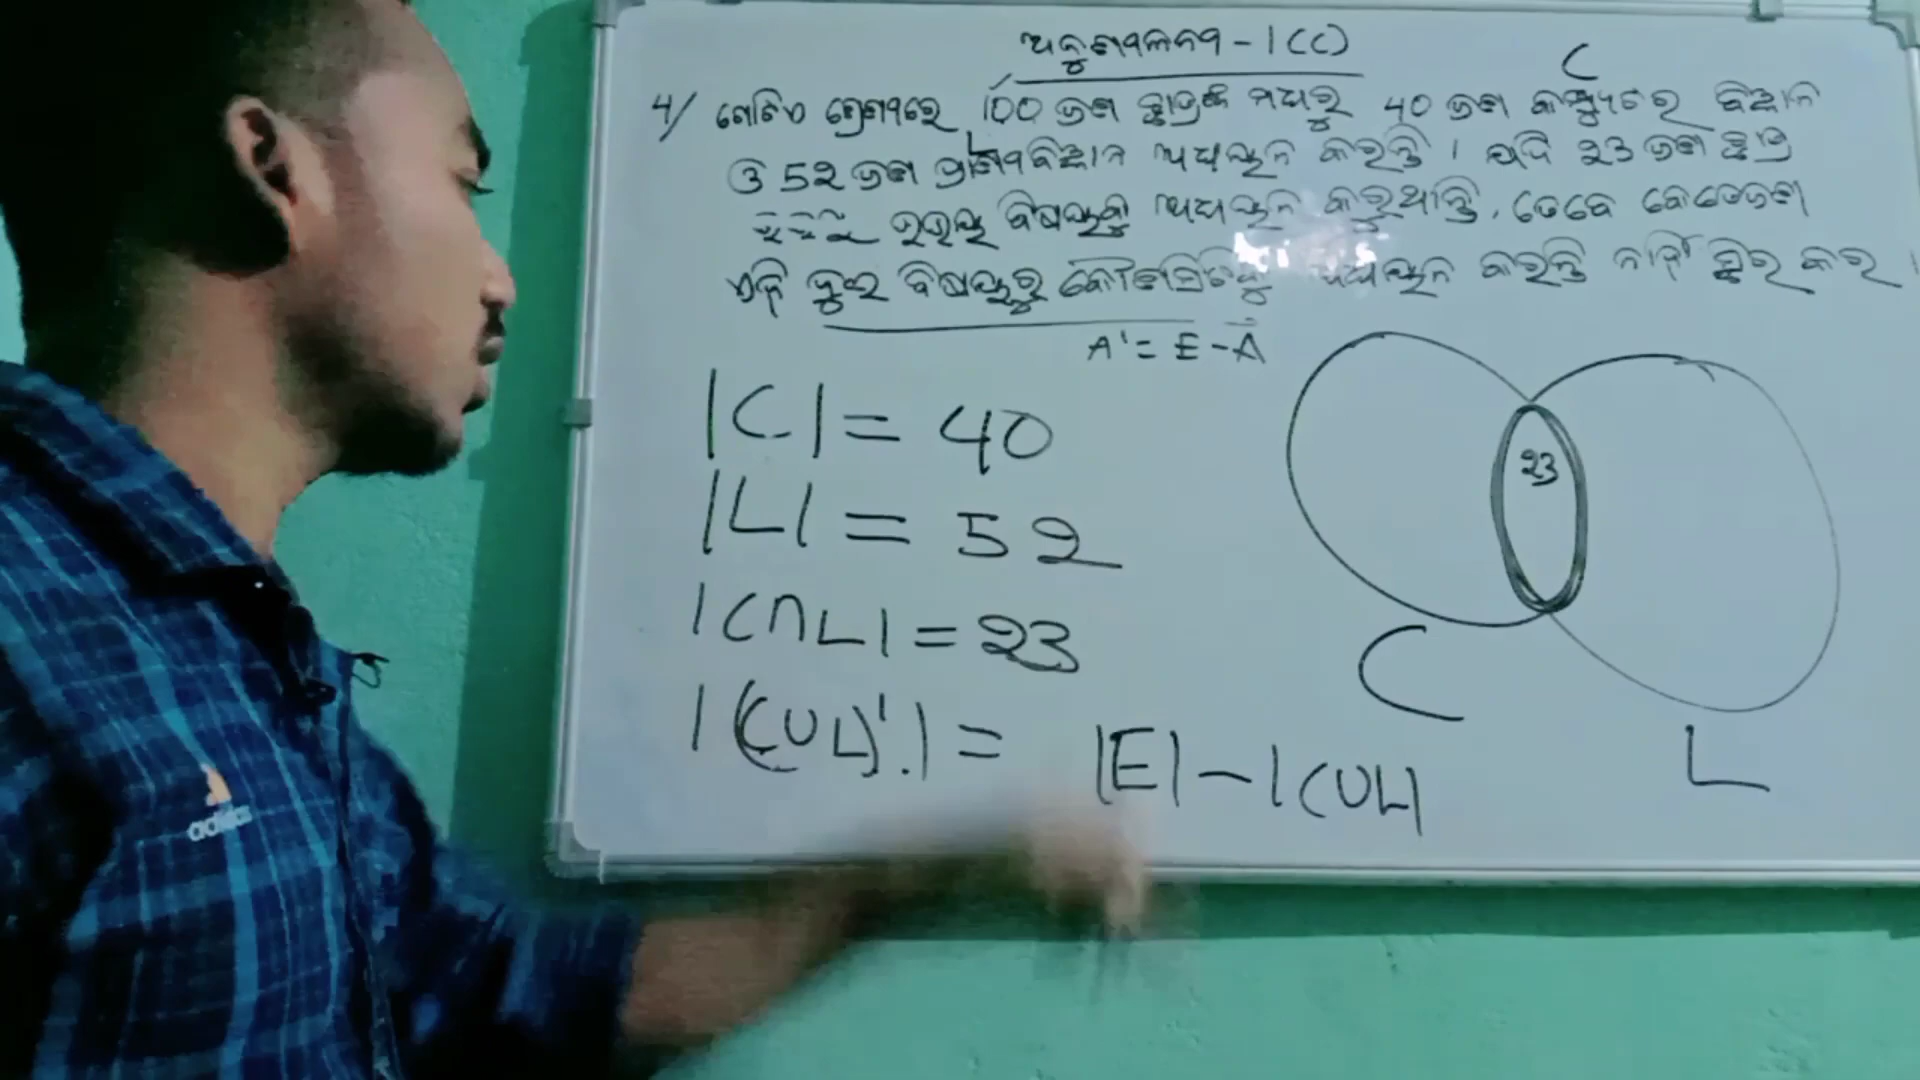 ଅନୁଶୀଳନୀ - 1 (C)
C
4/ ଗୋଟିଏ ଶ୍ରେଣୀରେ 100 ଜଣ ଛାତ୍ରଙ୍କ ମଧ୍ୟରୁ 40 ଜଣ କମ୍ପ୍ୟୁଟର ବିଜ୍ଞାନ
L
ଓ 52 ଜଣ ପ୍ରାଣୀବିଜ୍ଞାନ ଅଧ୍ୟୟନ କରନ୍ତି । ଯଦି 23 ଜଣ ଛାତ୍ର
ଉଭୟ ବିଷୟକୁ ଅଧ୍ୟୟନ କରୁଥାନ୍ତି, ତେବେ କେତେଜଣ
ଏହି ଦୁଇ ବିଷୟରୁ କୌଣସିଟିକୁ ଅଧ୍ୟୟନ କରନ୍ତି ନାହିଁ ସ୍ଥିର କର ।
A' = E - A
|C| = 40
|L| = 52
|C∩L| = 23
|(C∪L)'| = |E| - |C∪L|
23
C
L
adidas